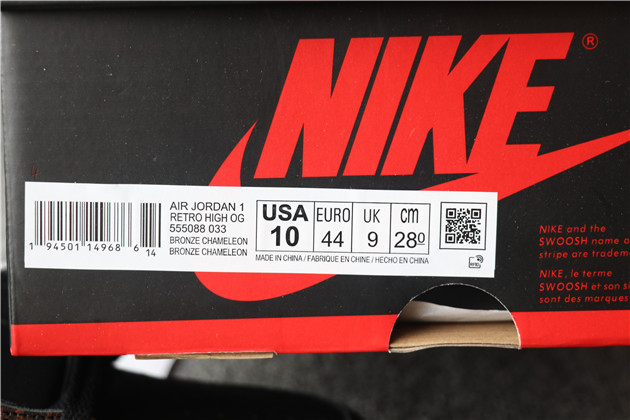 NIKE ®
AIR JORDAN 1
RETRO HIGH OG
555088 033
BRONZE CHAMELEON
BRONZE CHAMELEON
1 94501 14968 6 14
USA EURO UK cm
10 44 9 280
MADE IN CHINA / FABRIQUE EN CHINE / HECHO EN CHINA
NIKE and the
SWOOSH name a
stripe are tradem
NIKE, le terme
SWOOSH et son s
sont des marques